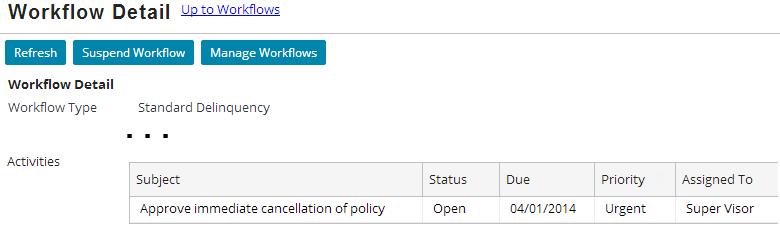 Workflow Detail Up to Workflows
Refresh Suspend Workflow Manage Workflows
Workflow Detail
Workflow Type Standard Delinquency
. . .
Activities
Subject Status Due Priority Assigned To
Approve immediate cancellation of policy Open 04/01/2014 Urgent Super Visor